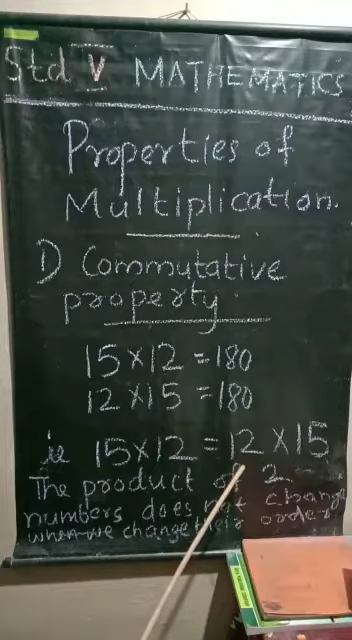 Std V MATHEMATICS
Properties of
Multiplication.
1) Commutative
property.
15×12 =180
12×15 =180
ie 15×12 =12×15
The product of 2
numbers does not change
when we change their order